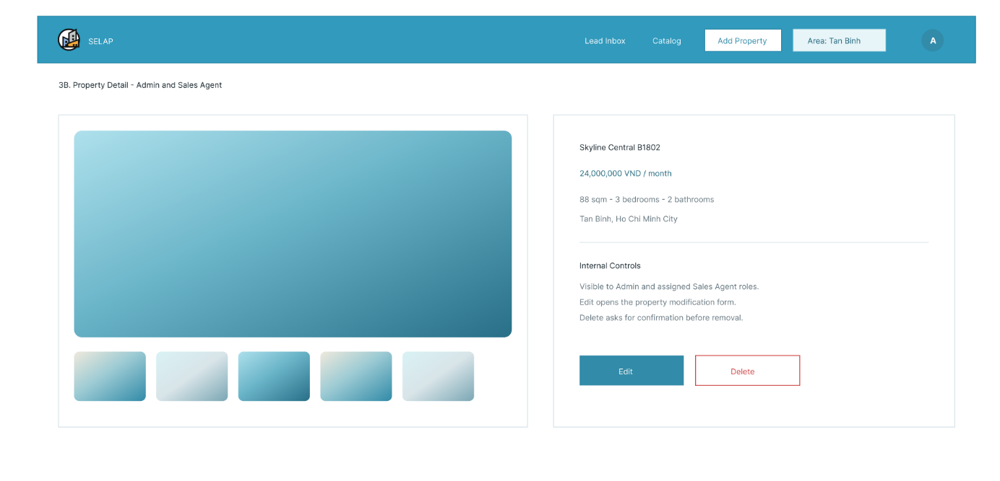 SELAP
Lead Inbox
Catalog
Add Property
Area: Tan Binh
A
3B. Property Detail - Admin and Sales Agent
Skyline Central B1802
24,000,000 VND / month
88 sqm - 3 bedrooms - 2 bathrooms
Tan Binh, Ho Chi Minh City
Internal Controls
Visible to Admin and assigned Sales Agent roles.
Edit opens the property modification form.
Delete asks for confirmation before removal.
Edit
Delete